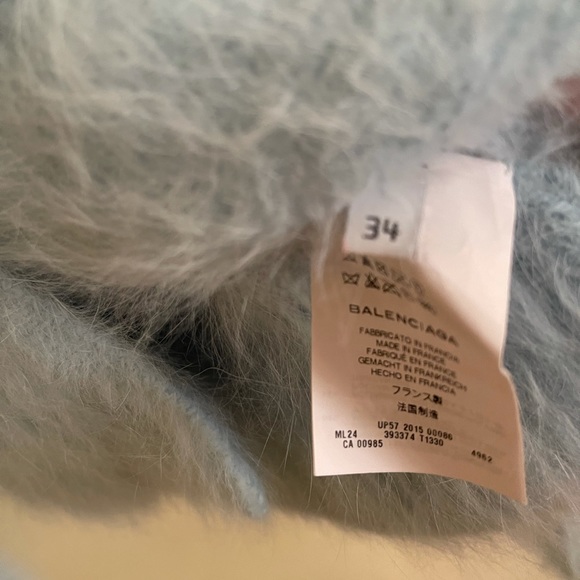 34
BALENCIAGA
FABBRICATO IN FRANCIA
MADE IN FRANCE
FABRIQUÉ EN FRANCE
GEMACHT IN FRANKREICH
HECHO EN FRANCIA
フランス製
法国制造
UP57 2015 00986
ML24 393374 T1330
CA 00985 4962